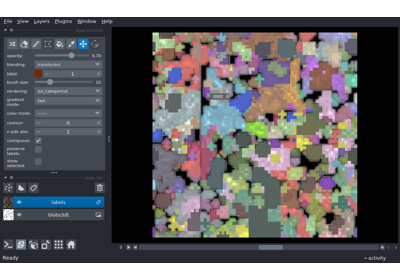 File View Layers Plugins Window Help
opacity: 0.70
blending: translucent
label: 1
brush size: 10
rendering: iso_categorical
gradient mode: fast
color mode:
contour: 0
n edit dim: 2
contiguous:
preserve labels:
show selected:
labels
blobs3dt
0
Ready
activity